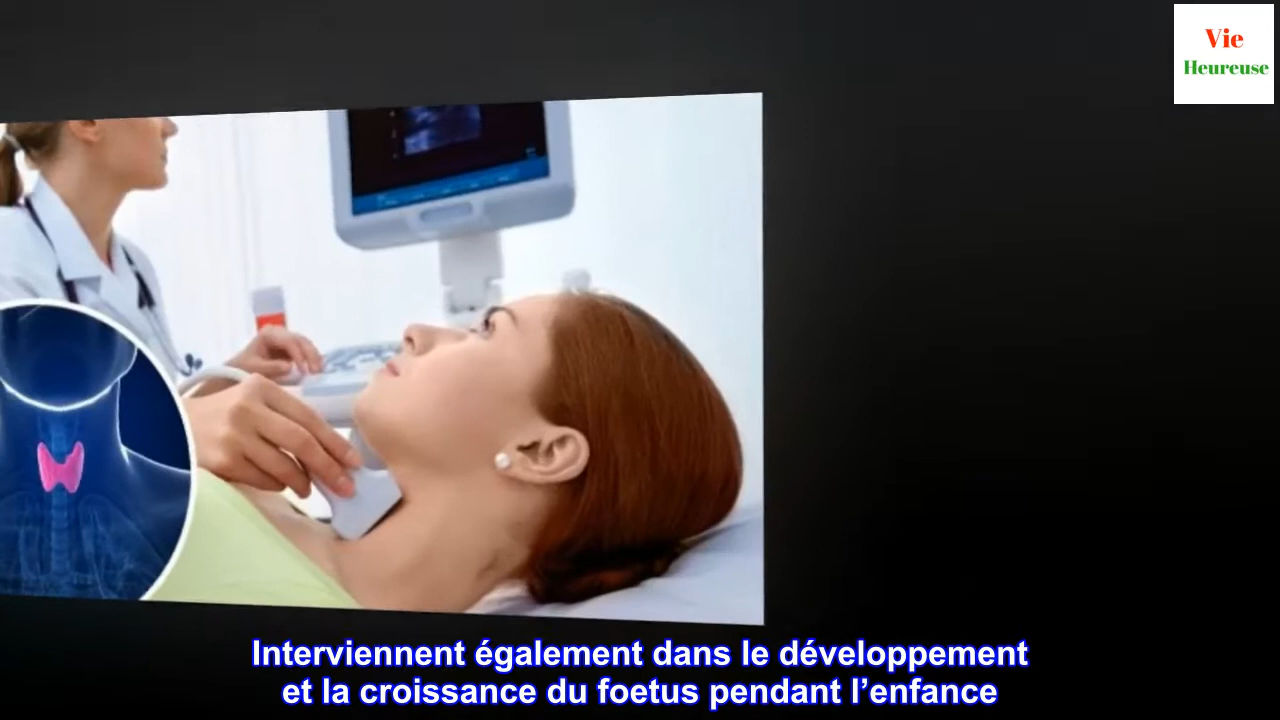 Vie
Heureuse
Interviennent également dans le développement
et la croissance du foetus pendant l’enfance